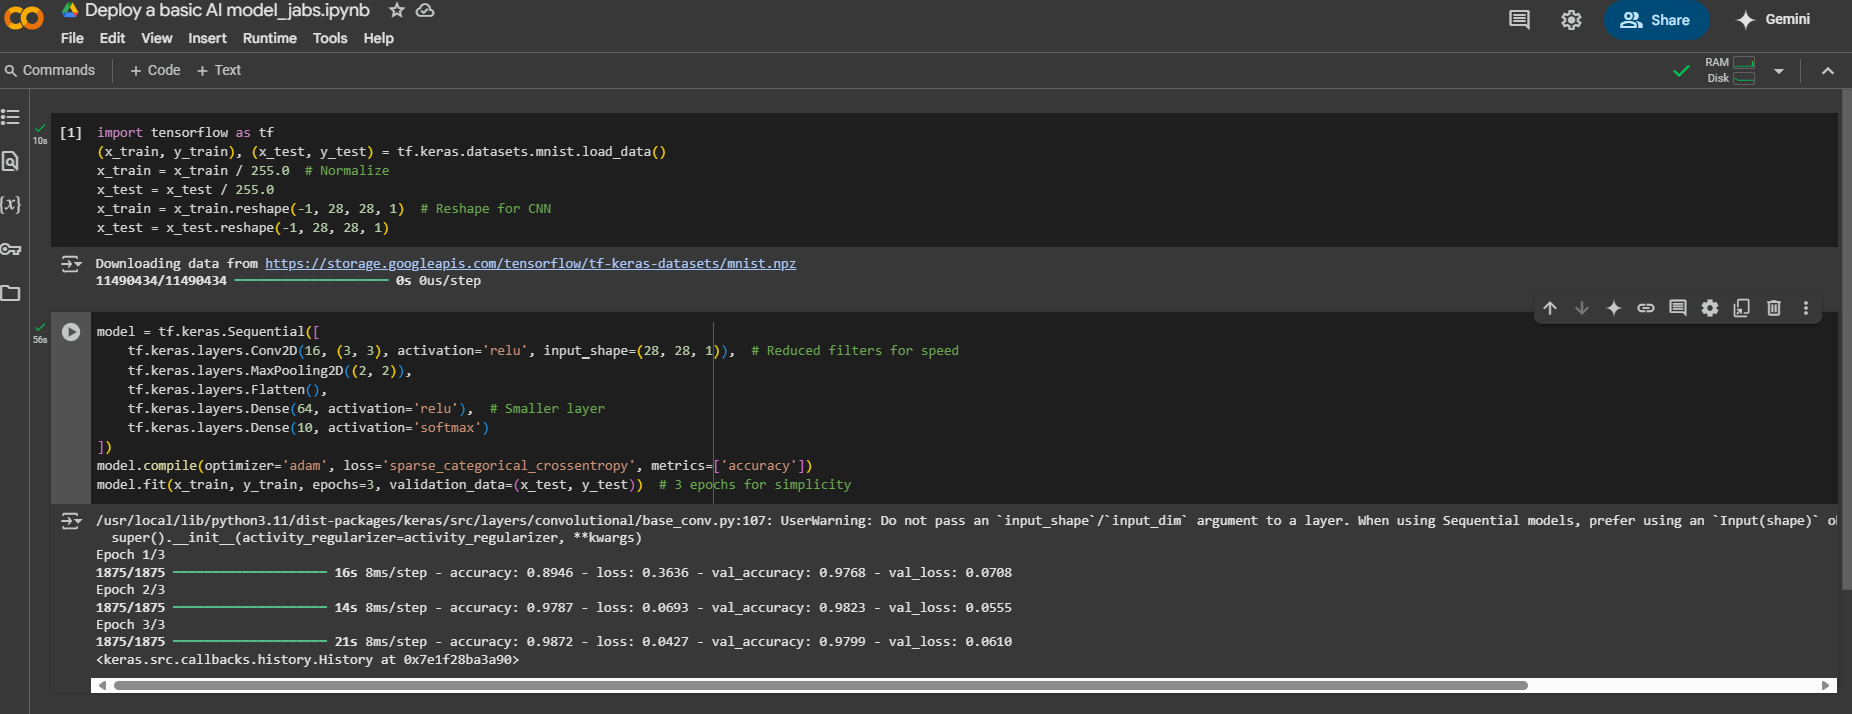 Deploy a basic AI model_jabs.ipynb
File Edit View Insert Runtime Tools Help
Share
Gemini
Commands + Code + Text
RAM
Disk
10s
[1] import tensorflow as tf
(x_train, y_train), (x_test, y_test) = tf.keras.datasets.mnist.load_data()
x_train = x_train / 255.0  # Normalize
x_test = x_test / 255.0
x_train = x_train.reshape(-1, 28, 28, 1)  # Reshape for CNN
x_test = x_test.reshape(-1, 28, 28, 1)
{x}
Downloading data from https://storage.googleapis.com/tensorflow/tf-keras-datasets/mnist.npz
11490434/11490434 0s 0us/step
56s
model = tf.keras.Sequential([
    tf.keras.layers.Conv2D(16, (3, 3), activation='relu', input_shape=(28, 28, 1)),  # Reduced filters for speed
    tf.keras.layers.MaxPooling2D((2, 2)),
    tf.keras.layers.Flatten(),
    tf.keras.layers.Dense(64, activation='relu'),  # Smaller layer
    tf.keras.layers.Dense(10, activation='softmax')
])
model.compile(optimizer='adam', loss='sparse_categorical_crossentropy', metrics=['accuracy'])
model.fit(x_train, y_train, epochs=3, validation_data=(x_test, y_test))  # 3 epochs for simplicity
/usr/local/lib/python3.11/dist-packages/keras/src/layers/convolutional/base_conv.py:107: UserWarning: Do not pass an `input_shape`/`input_dim` argument to a layer. When using Sequential models, prefer using an `Input(shape)`
  super().__init__(activity_regularizer=activity_regularizer, **kwargs)
Epoch 1/3
1875/1875 16s 8ms/step - accuracy: 0.8946 - loss: 0.3636 - val_accuracy: 0.9768 - val_loss: 0.0708
Epoch 2/3
1875/1875 14s 8ms/step - accuracy: 0.9787 - loss: 0.0693 - val_accuracy: 0.9823 - val_loss: 0.0555
Epoch 3/3
1875/1875 21s 8ms/step - accuracy: 0.9872 - loss: 0.0427 - val_accuracy: 0.9799 - val_loss: 0.0610
<keras.src.callbacks.history.History at 0x7e1f28ba3a90>